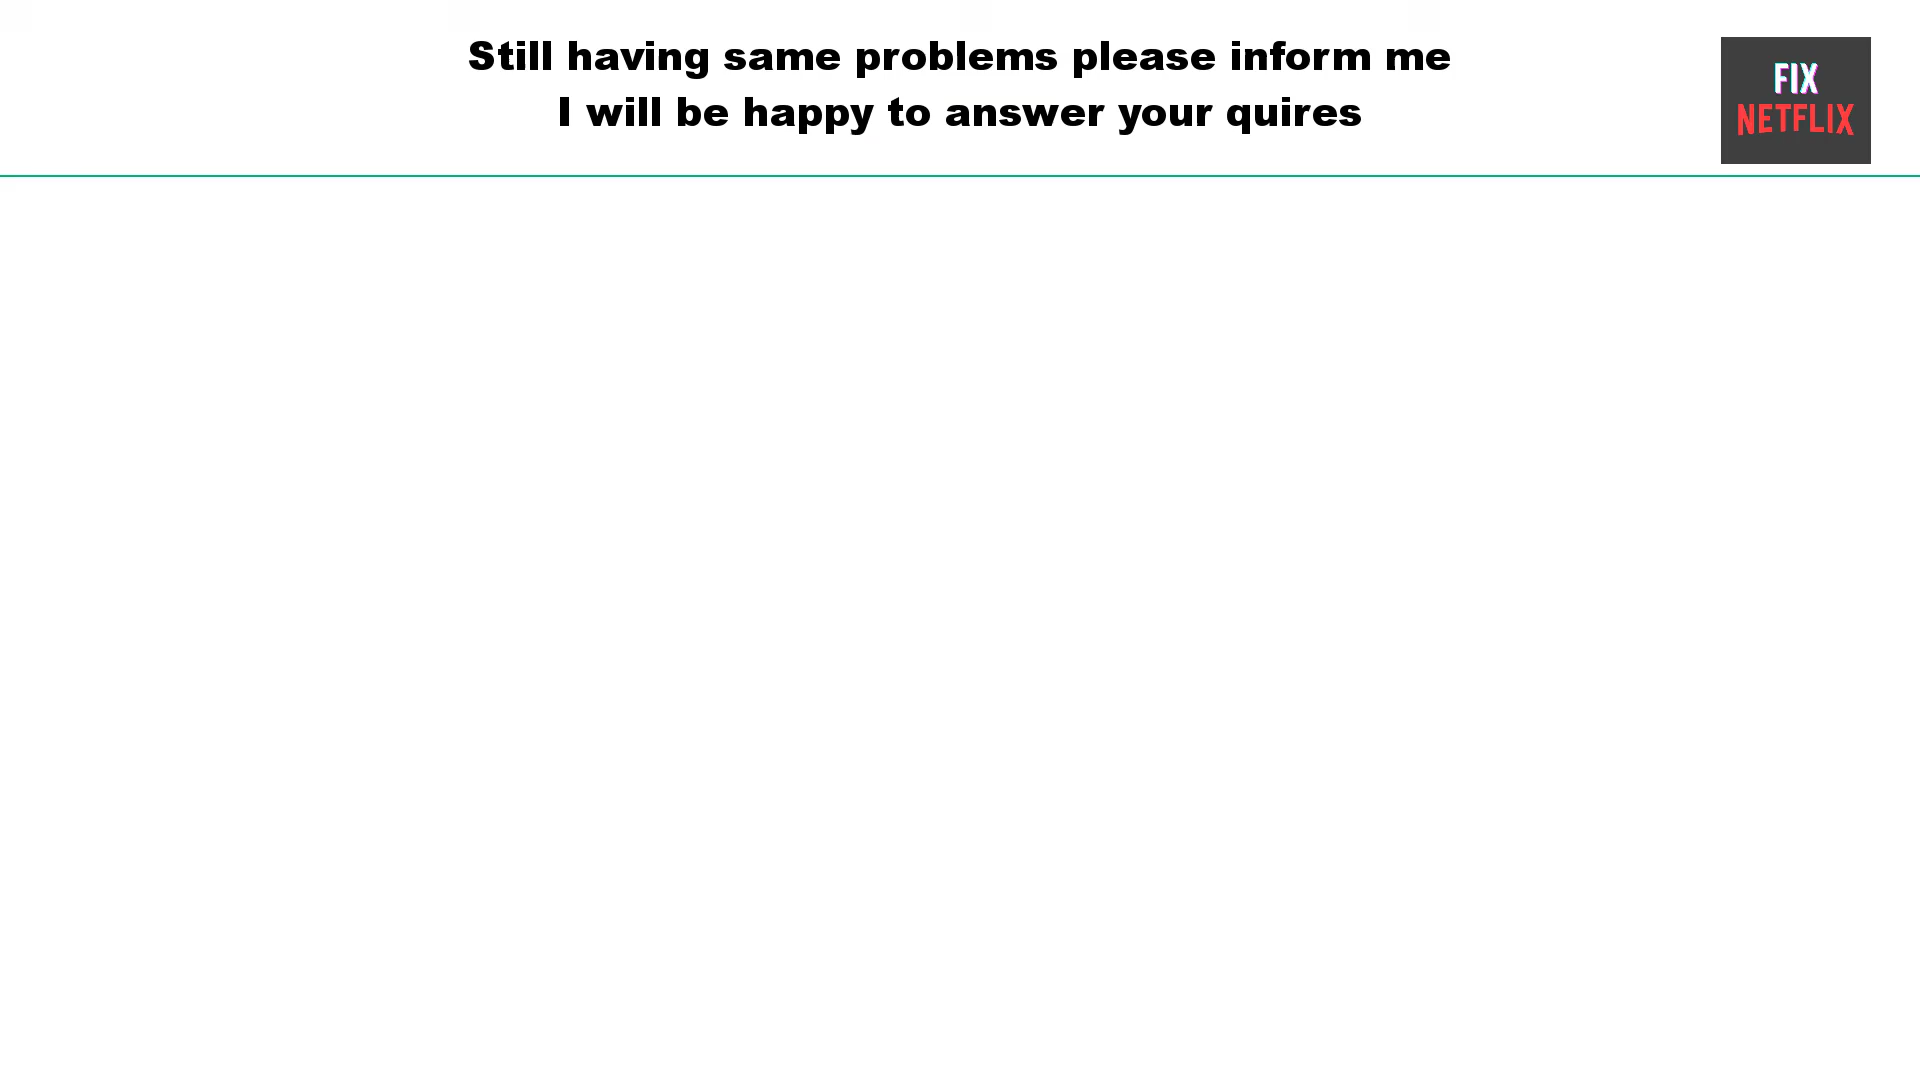 Still having same problems please inform me
I will be happy to answer your quires
FIX
NETFLIX